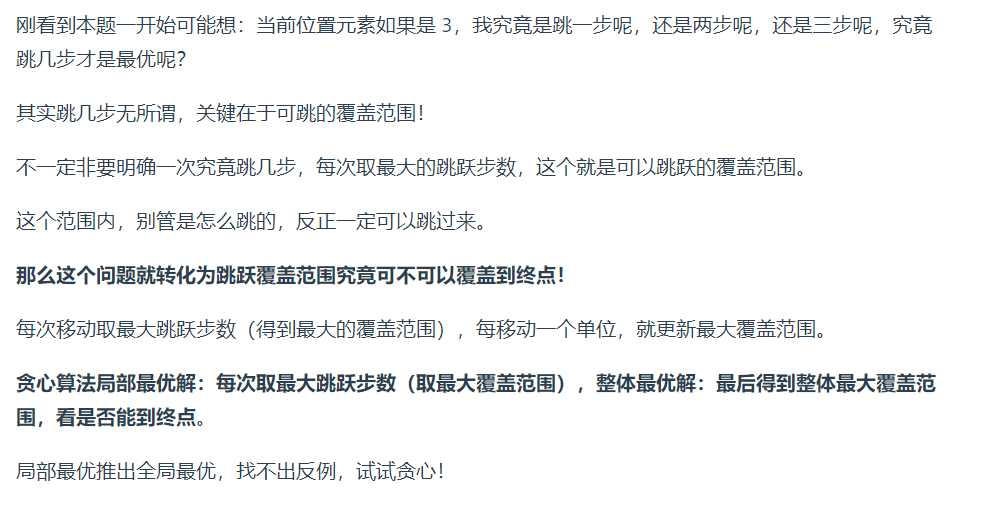 刚看到本题一开始可能想：当前位置元素如果是 3，我究竟是跳一步呢，还是两步呢，还是三步呢，究竟
跳几步才是最优呢？
其实跳几步无所谓，关键在于可跳的覆盖范围！
不一定非要明确一次究竟跳几步，每次取最大的跳跃步数，这个就是可以跳跃的覆盖范围。
这个范围内，别管是怎么跳的，反正一定可以跳过来。
那么这个问题就转化为跳跃覆盖范围究竟可不可以覆盖到终点！
每次移动取最大跳跃步数（得到最大的覆盖范围），每移动一个单位，就更新最大覆盖范围。
贪心算法局部最优解：每次取最大跳跃步数（取最大覆盖范围），整体最优解：最后得到整体最大覆盖范
围，看是否能到终点。
局部最优推出全局最优，找不出反例，试试贪心！